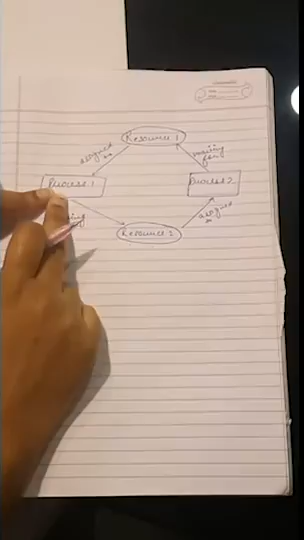 Resource 1
assigned to
waiting for
Process 1
Process 2
assigned to
Resource 2